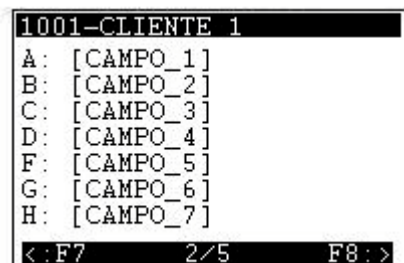 1001-CLIENTE 1
A: [CAMPO_1]
B: [CAMPO_2]
C: [CAMPO_3]
D: [CAMPO_4]
F: [CAMPO_5]
G: [CAMPO_6]
H: [CAMPO_7]
<:F7 2/5 F8:>